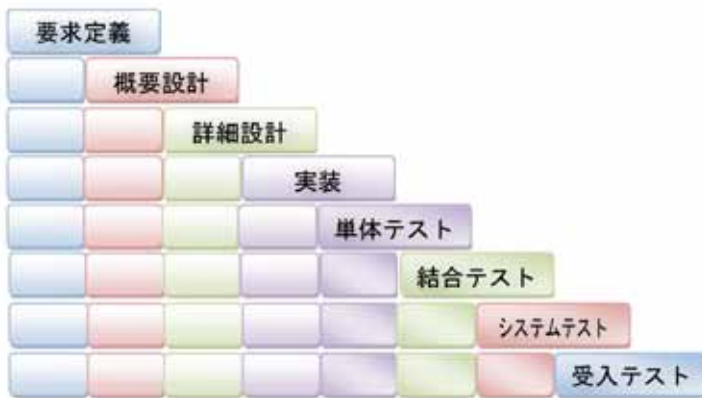 要求定義
概要設計
詳細設計
実装
単体テスト
結合テスト
システムテスト
受入テスト